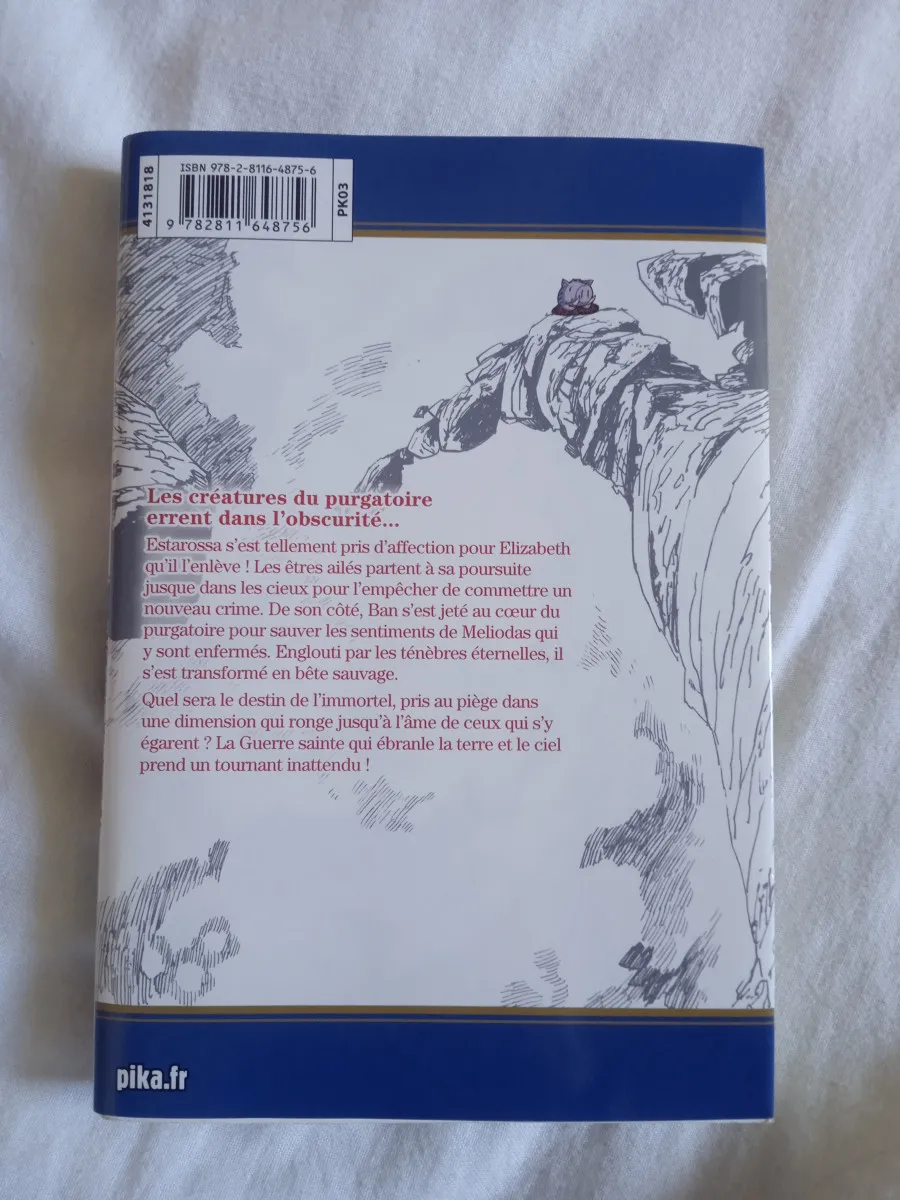 ISBN 978-2-8116-4875-6
4131818
PK03
9 782811 648756
Les créatures du purgatoire
errent dans l’obscurité...
Estarossa s’est tellement pris d’affection pour Elizabeth
qu’il l’enlève ! Les êtres ailés partent à sa poursuite
jusque dans les cieux pour l’empêcher de commettre un
nouveau crime. De son côté, Ban s’est jeté au cœur du
purgatoire pour sauver les sentiments de Meliodas qui
y sont enfermés. Englouti par les ténèbres éternelles, il
s’est transformé en bête sauvage.
Quel sera le destin de l’immortel, pris au piège dans
une dimension qui ronge jusqu’à l’âme de ceux qui s’y
égarent ? La Guerre sainte qui ébranle la terre et le ciel
prend un tournant inattendu !
pika.fr